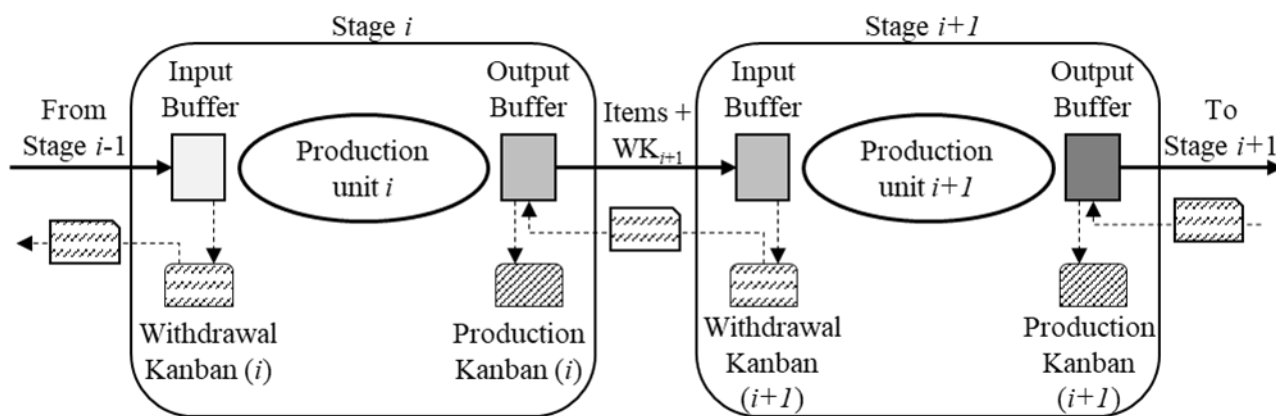 Stage i
Stage i+1
Input
Buffer
Output
Buffer
Input
Buffer
Output
Buffer
From
Stage i-1
Items +
WKi+1
To
Stage i+1
Production
unit i
Production
unit i+1
Withdrawal
Kanban (i)
Production
Kanban (i)
Withdrawal
Kanban
(i+1)
Production
Kanban
(i+1)